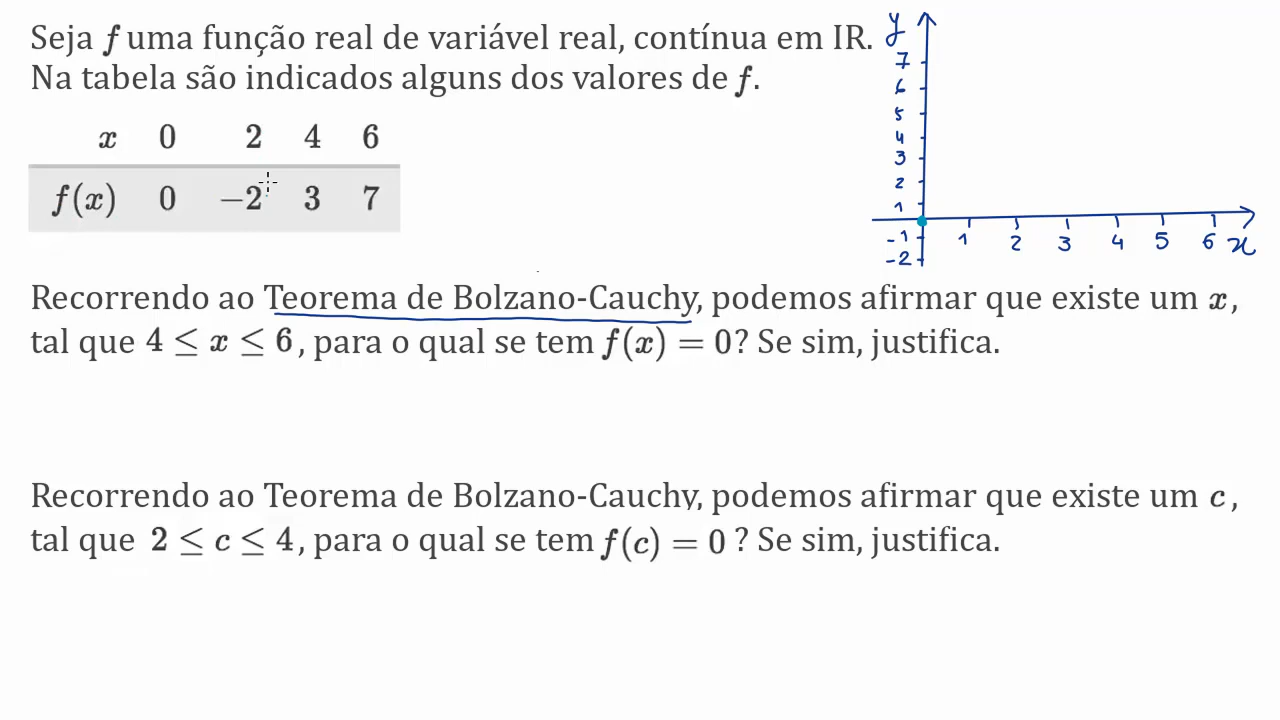 Seja f uma função real de variável real, contínua em IR.
Na tabela são indicados alguns dos valores de f.
x 0 2 4 6
f(x) 0 −2 3 7
y
7
6
5
4
3
2
1
-1
-2
1 2 3 4 5 6 x
Recorrendo ao Teorema de Bolzano-Cauchy, podemos afirmar que existe um x,
tal que 4 ≤ x ≤ 6, para o qual se tem f(x) = 0? Se sim, justifica.
Recorrendo ao Teorema de Bolzano-Cauchy, podemos afirmar que existe um c,
tal que 2 ≤ c ≤ 4, para o qual se tem f(c) = 0 ? Se sim, justifica.